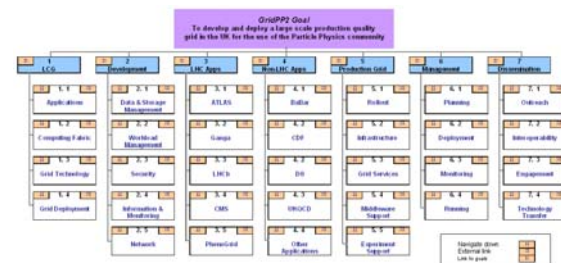 GridPP2 Goal
To develop and deploy a large scale production quality
grid in the UK for the use of the Particle Physics community
1
2
3
4
5
6
7
LCG
Development
LHC Apps
Non-LHC Apps
Production Grid
Management
Dissemination
1. 1
2. 1
3. 1
4. 1
5. 1
6. 1
7. 1
Applications
Data & Storage
Management
ATLAS
BaBar
Rollout
Planning
Outreach
1. 2
2. 2
3. 2
4. 2
5. 2
6. 2
7. 2
Computing Fabric
Workload
Management
Ganga
CDF
Infrastructure
Deployment
Interoperability
1. 3
2. 3
3. 3
4. 3
5. 3
6. 3
7. 3
Grid Technology
Security
LHCb
D0
Grid Services
Monitoring
Engagement
1. 4
2. 4
3. 4
4. 3
5. 4
6. 4
7. 4
Grid Deployment
Information &
Monitoring
CMS
UKQCD
Middleware
Support
Running
Technology
Transfer
2. 5
3. 5
4. 4
5. 5
Network
PhenoGrid
Other
Applications
Experiment
Support
Navigate down
External link
Link to goals